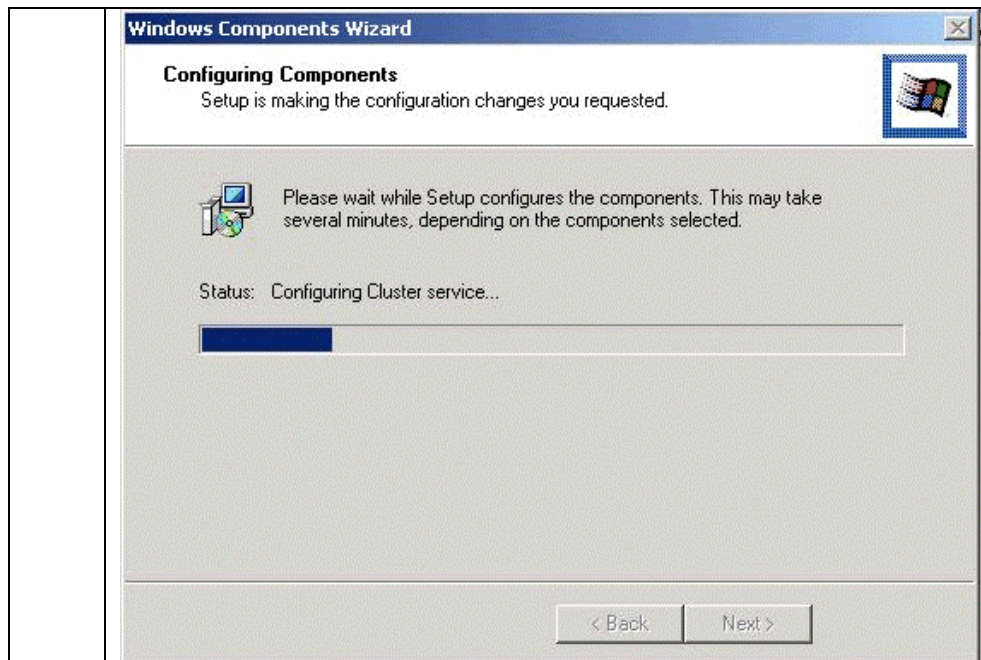 Windows Components Wizard
Configuring Components
Setup is making the configuration changes you requested.
Please wait while Setup configures the components. This may take
several minutes, depending on the components selected.
Status: Configuring Cluster service...
< Back
Next >